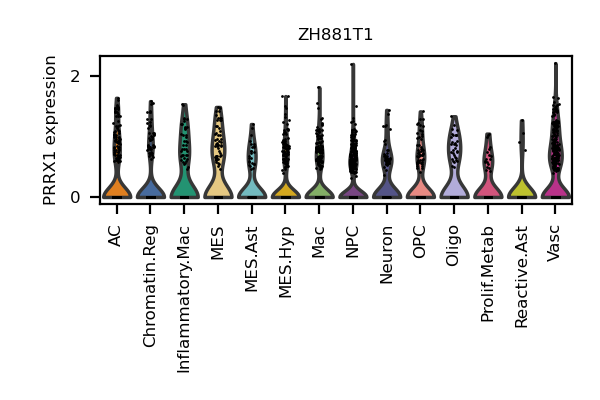 ZH881T1
PRRX1 expression
2
0
AC
Chromatin.Reg
Inflammatory.Mac
MES
MES.Ast
MES.Hyp
Mac
NPC
Neuron
OPC
Oligo
Prolif.Metab
Reactive.Ast
Vasc